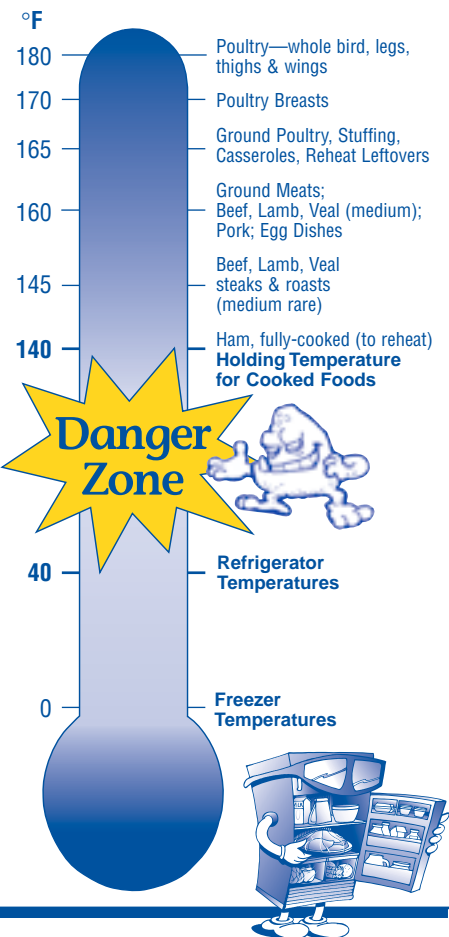 °F
180
Poultry—whole bird, legs,
thighs & wings
170
Poultry Breasts
165
Ground Poultry, Stuffing,
Casseroles, Reheat Leftovers
160
Ground Meats;
Beef, Lamb, Veal (medium);
Pork; Egg Dishes
145
Beef, Lamb, Veal
steaks & roasts
(medium rare)
140
Ham, fully-cooked (to reheat)
Holding Temperature
for Cooked Foods
Danger
Zone
40
Refrigerator
Temperatures
0
Freezer
Temperatures